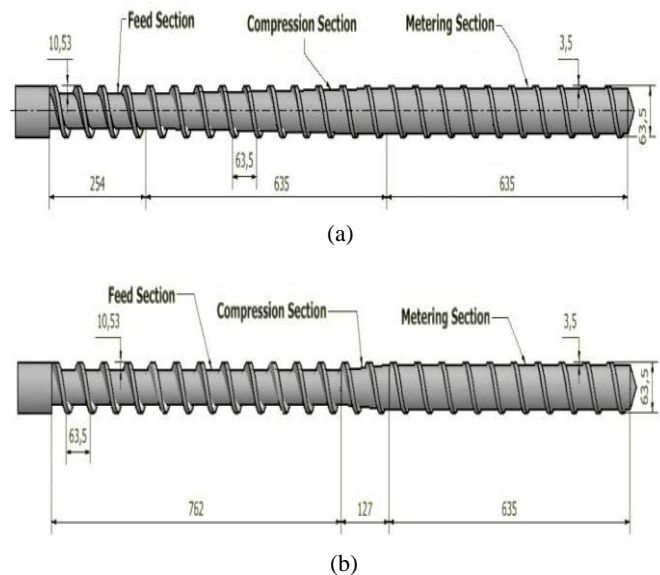 Feed Section
Compression Section
Metering Section
10,53
3,5
63,5
63,5
254
635
635
(a)
Feed Section
Compression Section
Metering Section
10,53
3,5
63,5
63,5
762
127
635
(b)